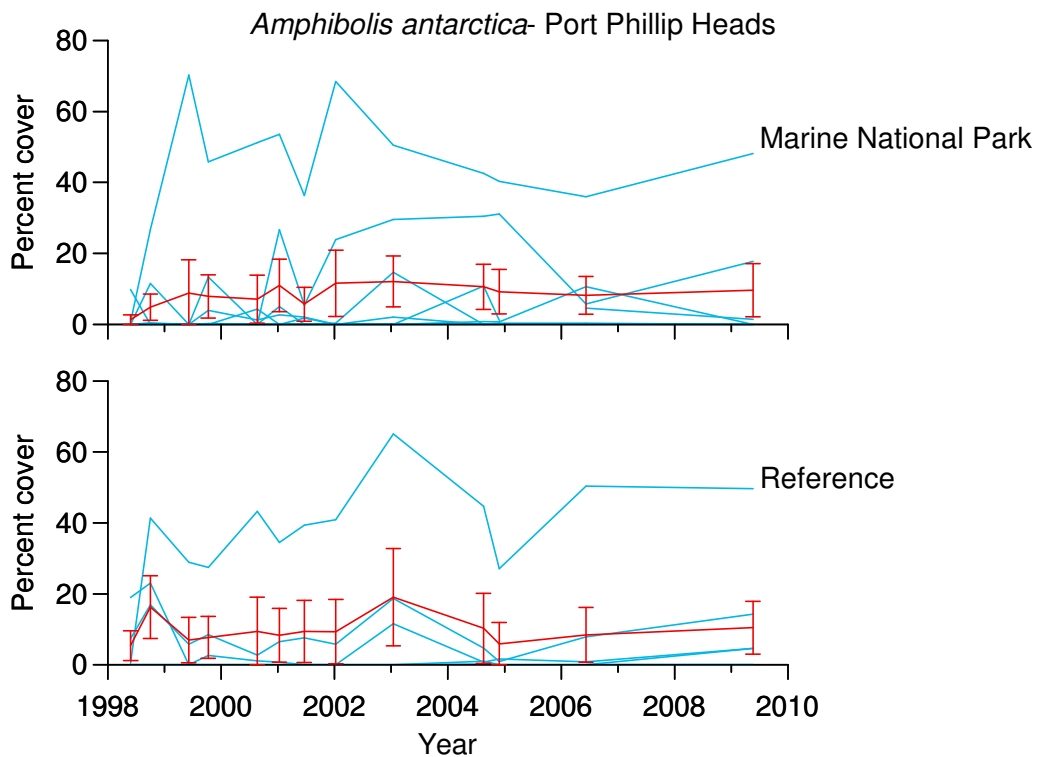 Amphibolis antarctica- Port Phillip Heads
80
60
40
20
0
Percent cover
Marine National Park
80
60
40
20
0
Percent cover
Reference
1998 2000 2002 2004 2006 2008 2010
Year